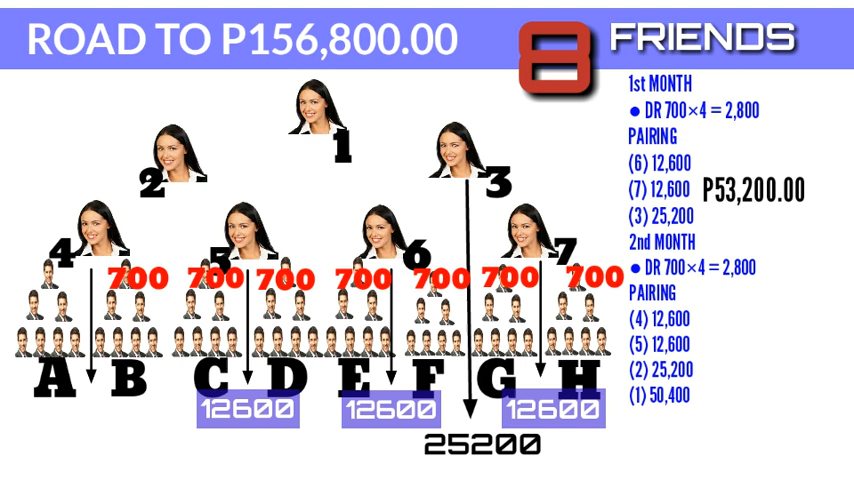 ROAD TO P156,800.00
8 FRIENDS
1
2
3
4
5
6
7
700
700
700
700
700
700
700
A
B
C
D
E
F
G
H
12600
12600
12600
25200
1st MONTH
● DR 700×4 = 2,800
PAIRING
(6) 12,600
(7) 12,600
P53,200.00
(3) 25,200
2nd MONTH
● DR 700×4 = 2,800
PAIRING
(4) 12,600
(5) 12,600
(2) 25,200
(1) 50,400